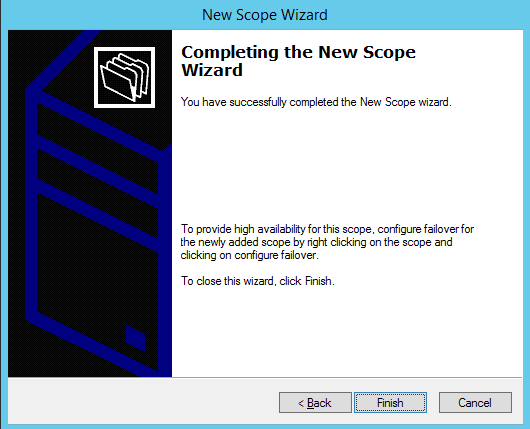 New Scope Wizard
Completing the New Scope
Wizard
You have successfully completed the New Scope wizard.
To provide high availability for this scope, configure failover for
the newly added scope by right clicking on the scope and
clicking on configure failover.
To close this wizard, click Finish.
< Back
Finish
Cancel